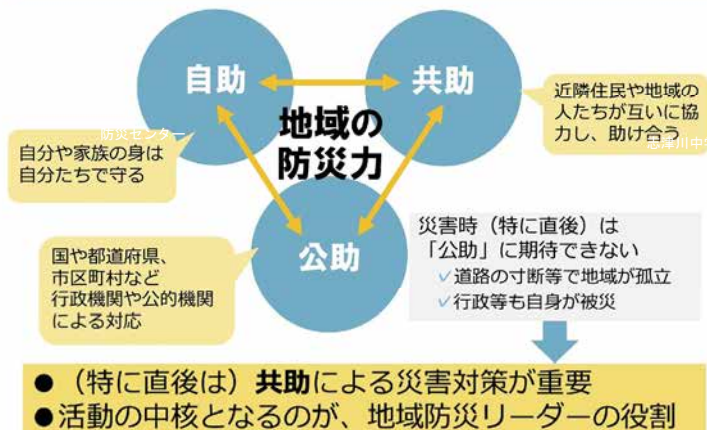 自助
共助
地域の
防災力
公助
防災センター
自分や家族の身は
自分たちで守る
近隣住民や地域の
人たちが互いに協
力し、助け合う
志津川中学
国や都道府県、
市区町村など
行政機関や公的機関
による対応
災害時（特に直後）は
「公助」に期待できない
✓道路の寸断等で地域が孤立
✓行政等も自身が被災
●（特に直後は）共助による災害対策が重要
●活動の中核となるのが、地域防災リーダーの役割